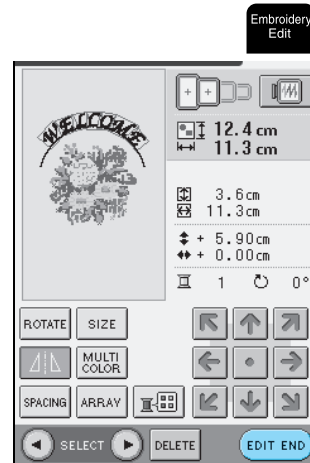 Embroidery
Edit
WELCOME
12.4 cm
11.3 cm
3.6cm
11.3cm
+ 5.90cm
+ 0.00cm
1 0°
ROTATE SIZE
MULTI
COLOR
SPACING ARRAY
SELECT DELETE EDIT END